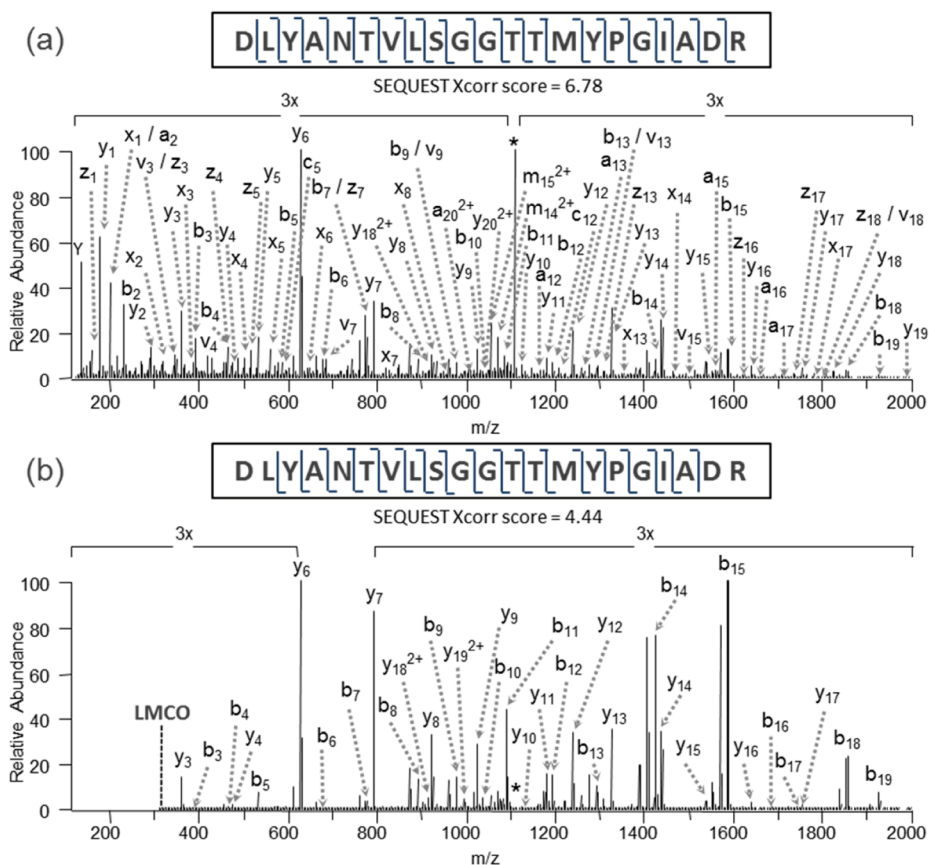 (a)
DLYANTVLSGGTTMYPGIADR
SEQUEST Xcorr score = 6.78
3x 3x
Relative Abundance
100
80
60
40
20
0
Y
z1
y1
x1 / a2
v3 / z3
x3
z4
y3
b3
y4
x4
z5
y5
x5
b5
y6
c5
b7 / z7
x6
b6
x2
b2
y2
v4
b4
v7
y7
y18 2+
y8
x8
b9 / v9
b8
x7
a20 2+
b10
y9
y20 2+
*
m15 2+
m14 2+
c12
b11
y10
a12
y11
b12
y12
a13
b13 / v13
z13
y13
x13
b14
y14
x14
v15
y15
a15
b15
z16
y16
a16
a17
z17
y17
x17
z18 / v18
y18
b18
b19
y19
200 400 600 800 1000 1200 1400 1600 1800 2000
m/z
(b)
DLYANTVLSGGTTMYPGIADR
SEQUEST Xcorr score = 4.44
3x 3x
Relative Abundance
100
80
60
40
20
0
LMCO
y3
b3
b4
y4
b5
y6
b6
b7
y7
b8
y18 2+
b9
y8
y19 2+
y9
b10
b11
y10
*
y11
b12
y12
b13
y13
b14
y14
y15
b15
y16
b16
b17
y17
b18
b19
200 400 600 800 1000 1200 1400 1600 1800 2000
m/z